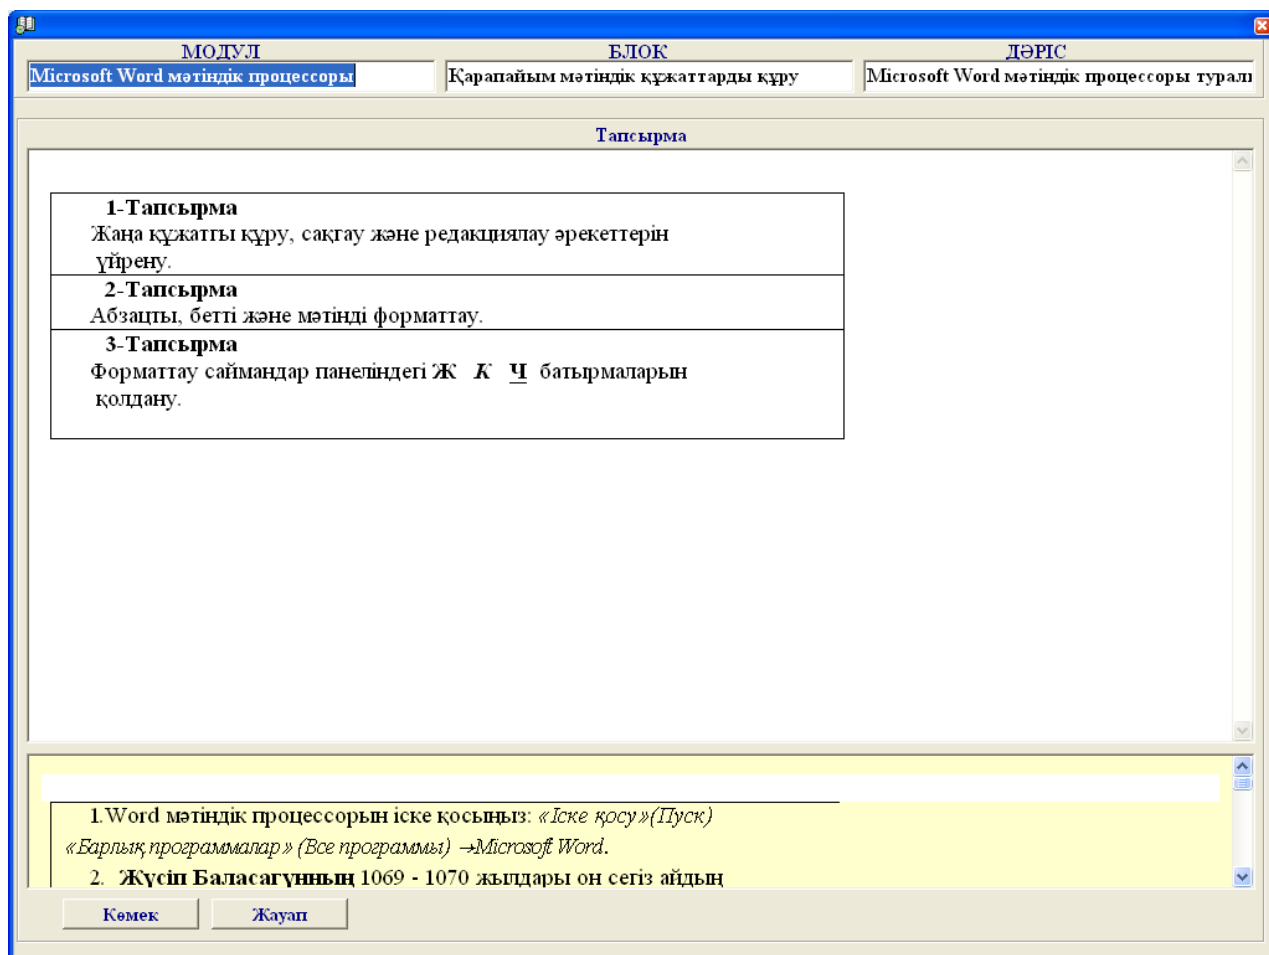 МОДУЛ
БЛОК
ДӘРІС
Microsoft Word мәтіндік процессоры
Қарапайым мәтіндік құжаттарды құру
Microsoft Word мәтіндік процессоры туралы
Тапсырма
1-Тапсырма
Жаңа құжатты құру, сақтау және редакциялау әрекеттерін
үйрену.
2-Тапсырма
Абзацты, бетті және мәтінді форматтау.
3-Тапсырма
Форматтау саймандар панеліндегі Ж К Ч батырмаларын
қолдану.
1.Word мәтіндік процессорын іске қосыңыз: «Іске қосу»(Пуск)
«Барлық программалар» (Все программы) →Microsoft Word.
2. Жүсіп Баласағұнның 1069 - 1070 жылдары он сегіз айдың
Көмек
Жауап